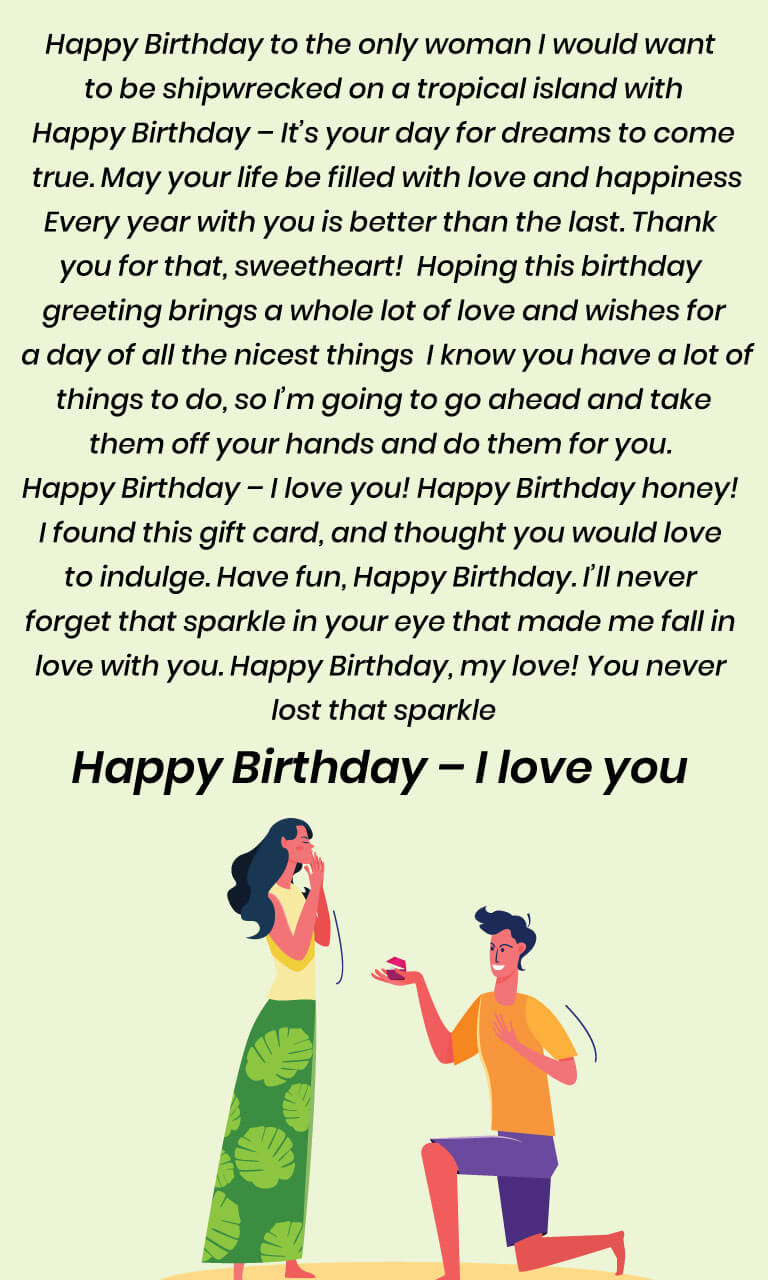 Happy Birthday to the only woman I would want
to be shipwrecked on a tropical island with
Happy Birthday – It’s your day for dreams to come
true. May your life be filled with love and happiness
Every year with you is better than the last. Thank
you for that, sweetheart!  Hoping this birthday
greeting brings a whole lot of love and wishes for
a day of all the nicest things  I know you have a lot of
things to do, so I’m going to go ahead and take
them off your hands and do them for you.
Happy Birthday – I love you! Happy Birthday honey!
I found this gift card, and thought you would love
to indulge. Have fun, Happy Birthday. I’ll never
forget that sparkle in your eye that made me fall in
love with you. Happy Birthday, my love! You never
lost that sparkle
Happy Birthday – I love you